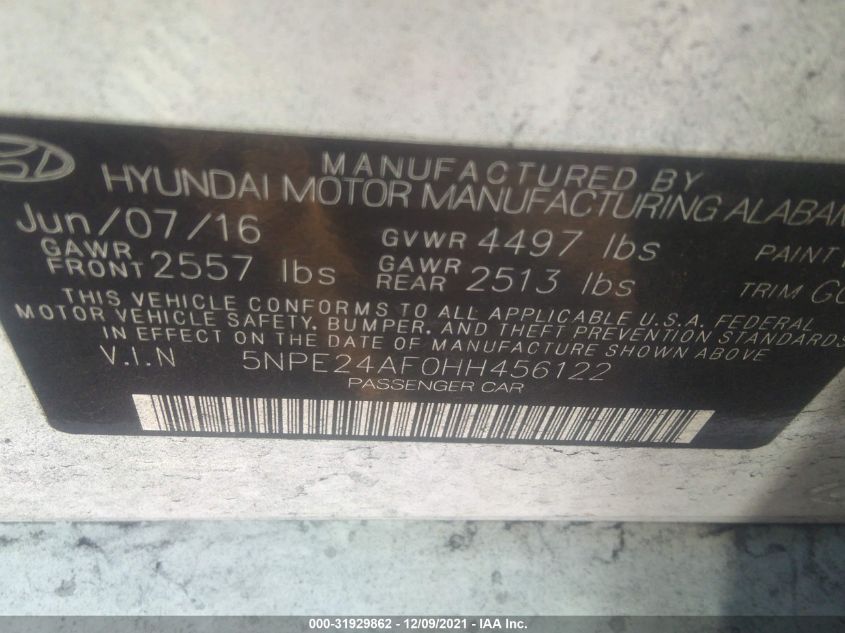 MANUFACTURED BY
HYUNDAI MOTOR MANUFACTURING
Jun/07/16 GVWR 4497 lbs PAINT
GAWR FRONT 2557 lbs GAWR REAR 2513 lbs TRIM
THIS VEHICLE CONFORMS TO ALL APPLICABLE U.S.A. FEDERAL
MOTOR VEHICLE SAFETY, BUMPER, AND THEFT PREVENTION STANDARDS
IN EFFECT ON THE DATE OF MANUFACTURE SHOWN ABOVE
V.I.N 5NPE24AF0HH456122
PASSENGER CAR
000-31929862 - 12/09/2021 - IAA Inc.